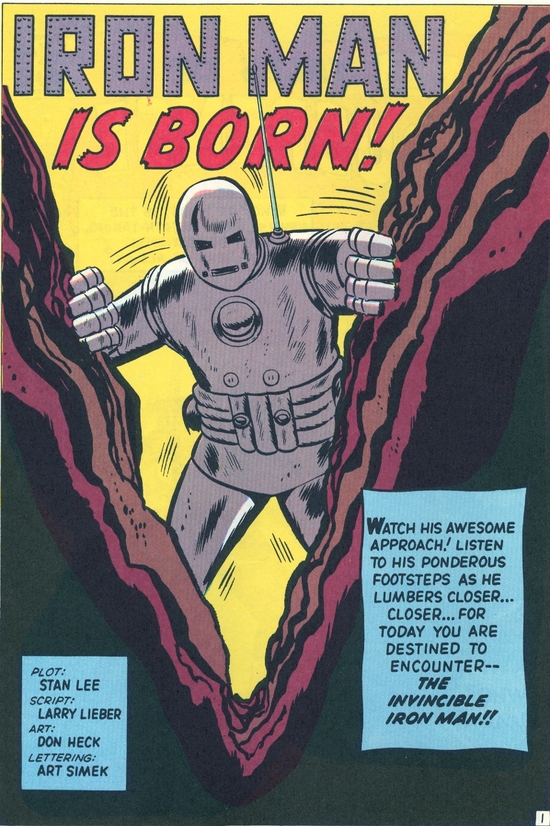 IRON MAN
IS BORN!
WATCH HIS AWESOME
APPROACH! LISTEN
TO HIS PONDEROUS
FOOTSTEPS AS HE
LUMBERS CLOSER...
CLOSER...FOR
TODAY YOU ARE
DESTINED TO
ENCOUNTER--
THE
INVINCIBLE
IRON MAN!!
PLOT:
STAN LEE
SCRIPT:
LARRY LIEBER
ART:
DON HECK
LETTERING:
ART SIMEK
1